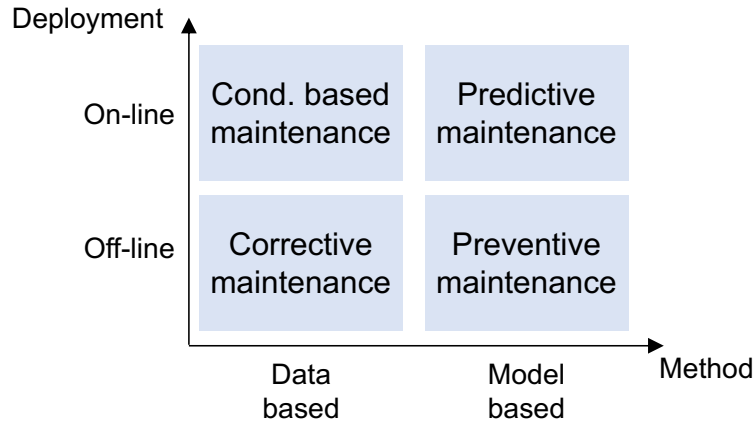 Deployment
On-line
Cond. based
maintenance
Predictive
maintenance
Off-line
Corrective
maintenance
Preventive
maintenance
Data
based
Model
based
Method